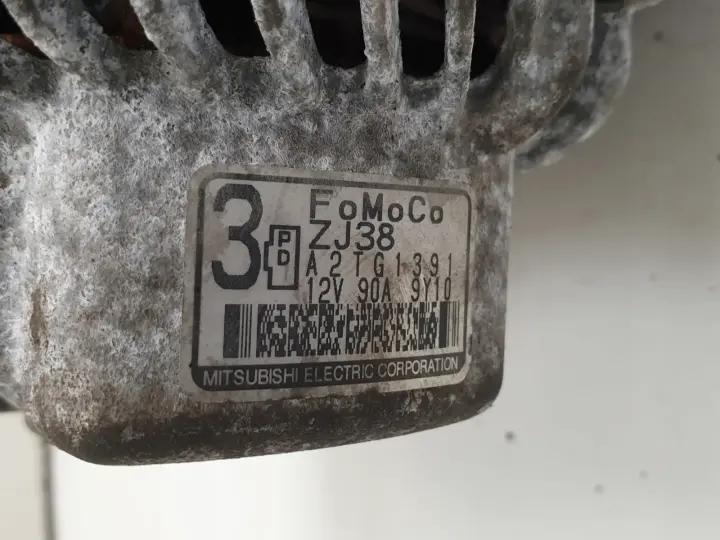 3
P
D
FoMoCo
ZJ38
A2TG1391
12V 90A 9Y10
MITSUBISHI ELECTRIC CORPORATION